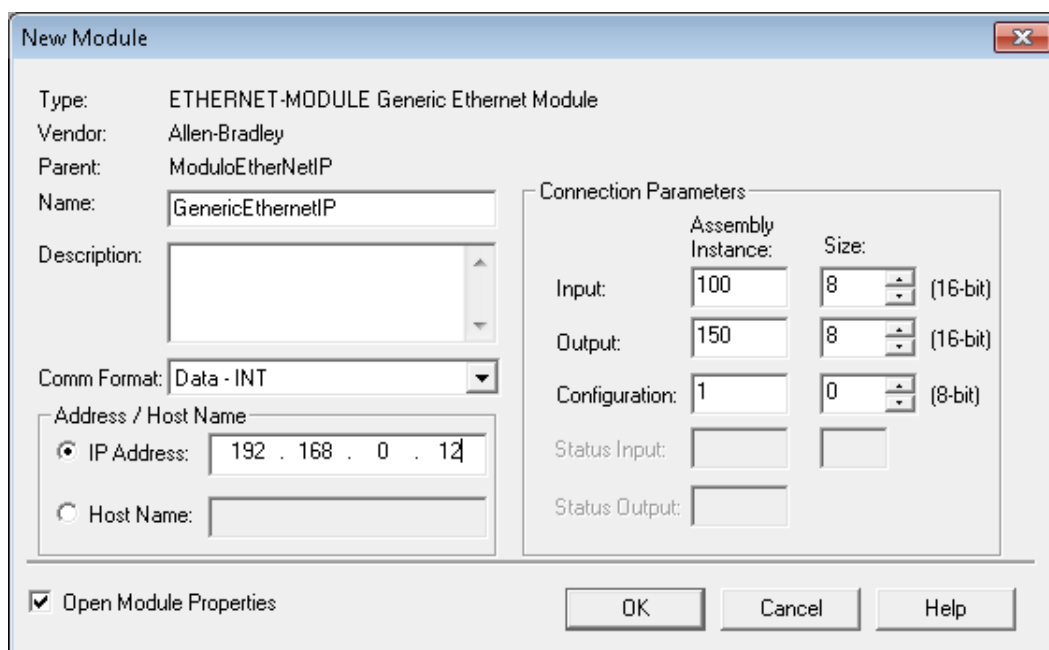 New Module
Type: ETHERNET-MODULE Generic Ethernet Module
Vendor: Allen-Bradley
Parent: ModuloEtherNetIP
Name: GenericEthernetIP
Description:
Comm Format: Data - INT
Address / Host Name
IP Address: 192 . 168 . 0 . 12
Host Name:
Connection Parameters
Assembly
Instance: Size:
Input: 100 8 (16-bit)
Output: 150 8 (16-bit)
Configuration: 1 0 (8-bit)
Status Input:
Status Output:
Open Module Properties
OK Cancel Help